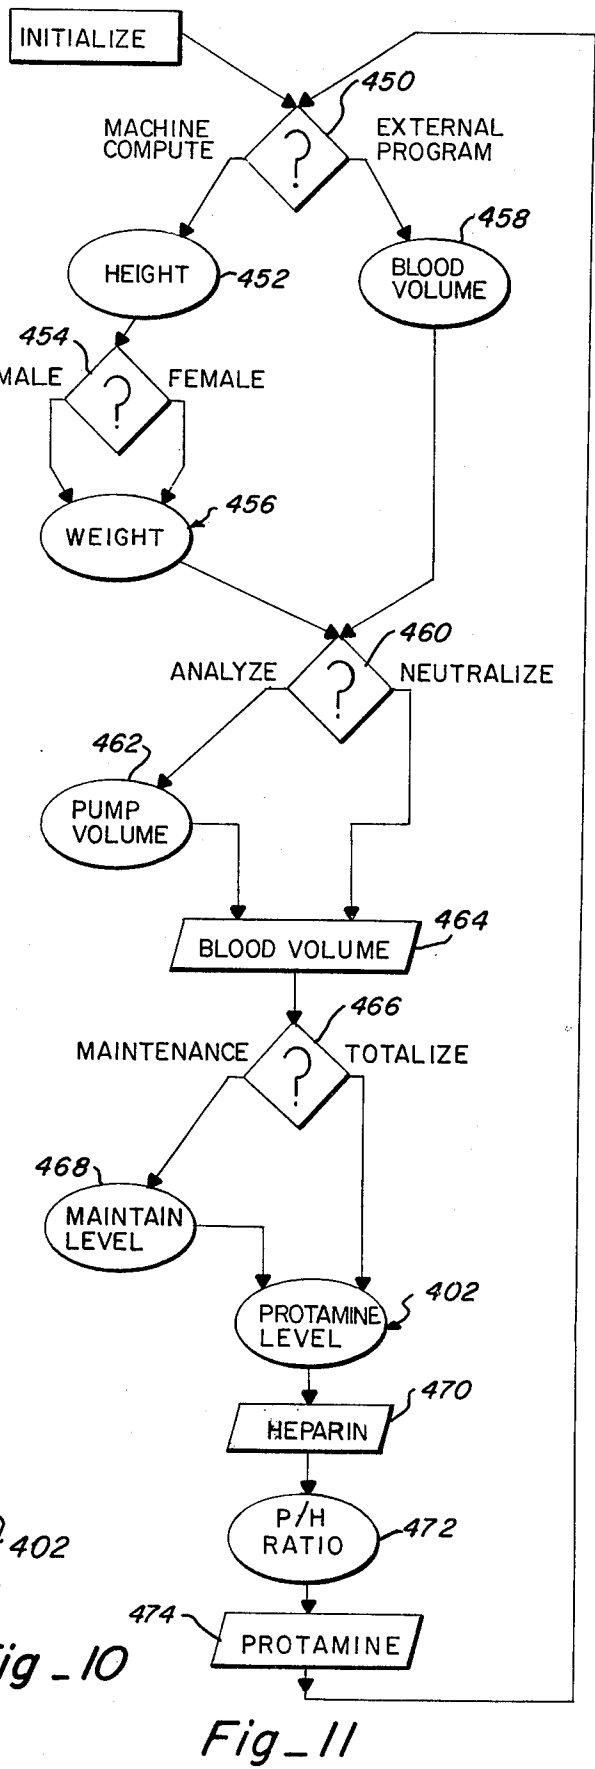 INITIALIZE
450
MACHINE
COMPUTE
?
EXTERNAL
PROGRAM
458
HEIGHT
452
BLOOD
VOLUME
454
MALE
?
FEMALE
456
WEIGHT
460
ANALYZE
?
NEUTRALIZE
462
PUMP
VOLUME
464
BLOOD VOLUME
466
MAINTENANCE
?
TOTALIZE
468
MAINTAIN
LEVEL
402
PROTAMINE
LEVEL
470
HEPARIN
P/H
RATIO
472
402
474
PROTAMINE
ig_10
Fig_11